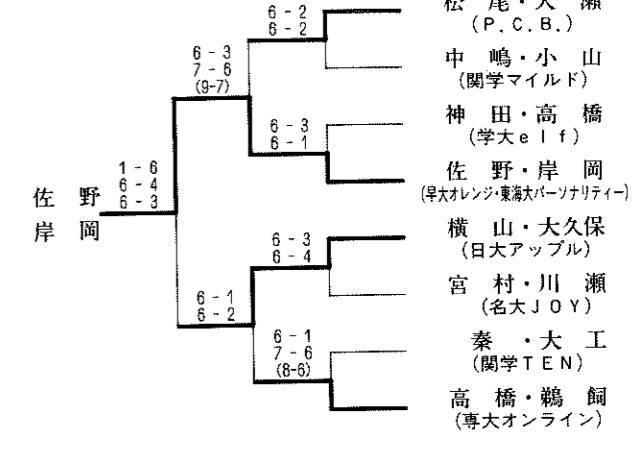 松 尾・大 瀬
(P.C.B.)
中 嶋・小 山
(関学マイルド)
神 田・高 橋
(学大elf)
佐 野・岸 岡
(早大オレンジ・東海大パーソナリティー)
横 山・大久保
(日大アップル)
宮 村・川 瀬
(名大JOY)
秦 ・大 工
(関学TEN)
高 橋・鵜 飼
(専大オンライン)
6-2
6-2
6-3
6-1
6-3
6-4
6-1
7-6
(8-6)
6-3
7-6
(9-7)
6-1
6-2
1-6
6-4
6-3
佐 野
岸 岡